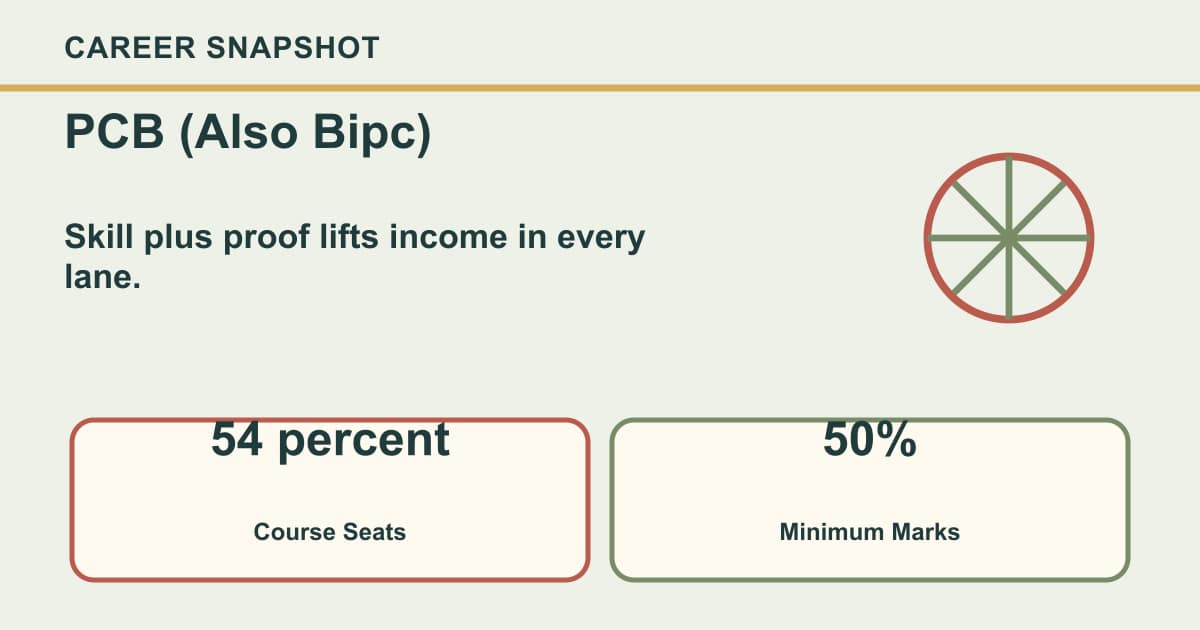 CAREER SNAPSHOT
PCB (Also Bipc)
Skill plus proof lifts income in every
lane.
54 percent
Course Seats
50%
Minimum Marks